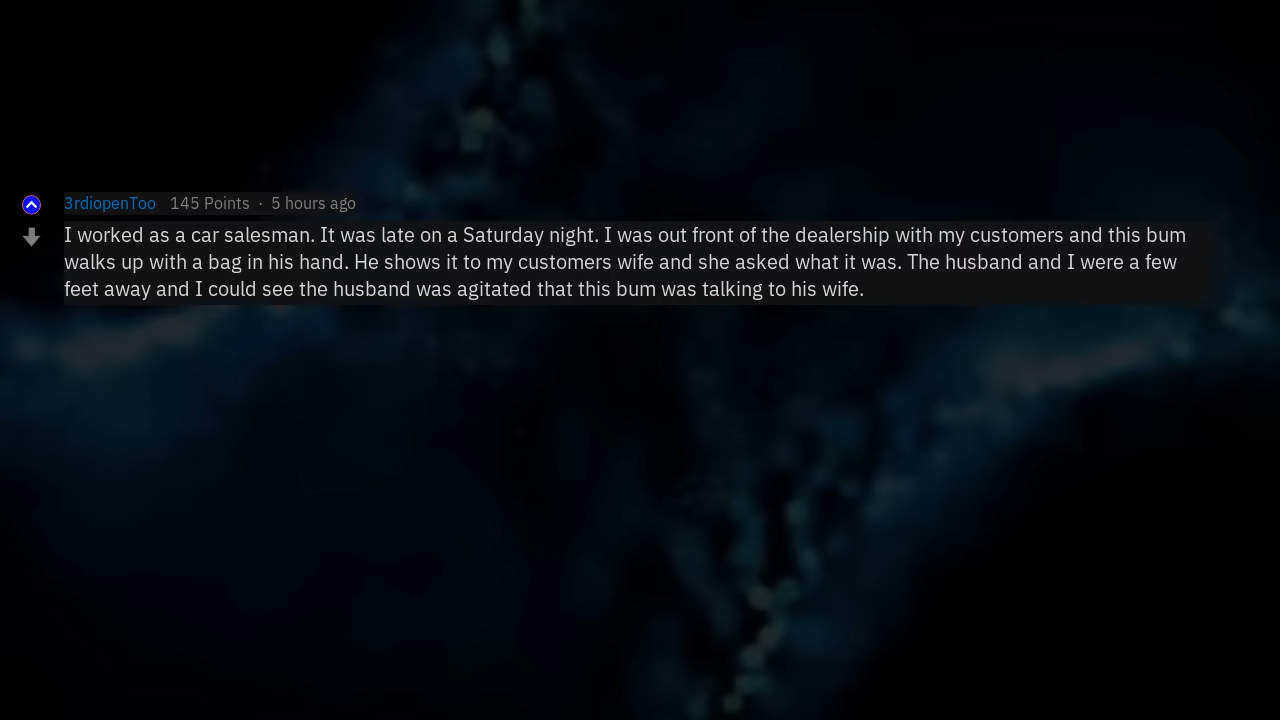 3rdiopenToo 145 Points · 5 hours ago
I worked as a car salesman. It was late on a Saturday night. I was out front of the dealership with my customers and this bum
walks up with a bag in his hand. He shows it to my customers wife and she asked what it was. The husband and I were a few
feet away and I could see the husband was agitated that this bum was talking to his wife.